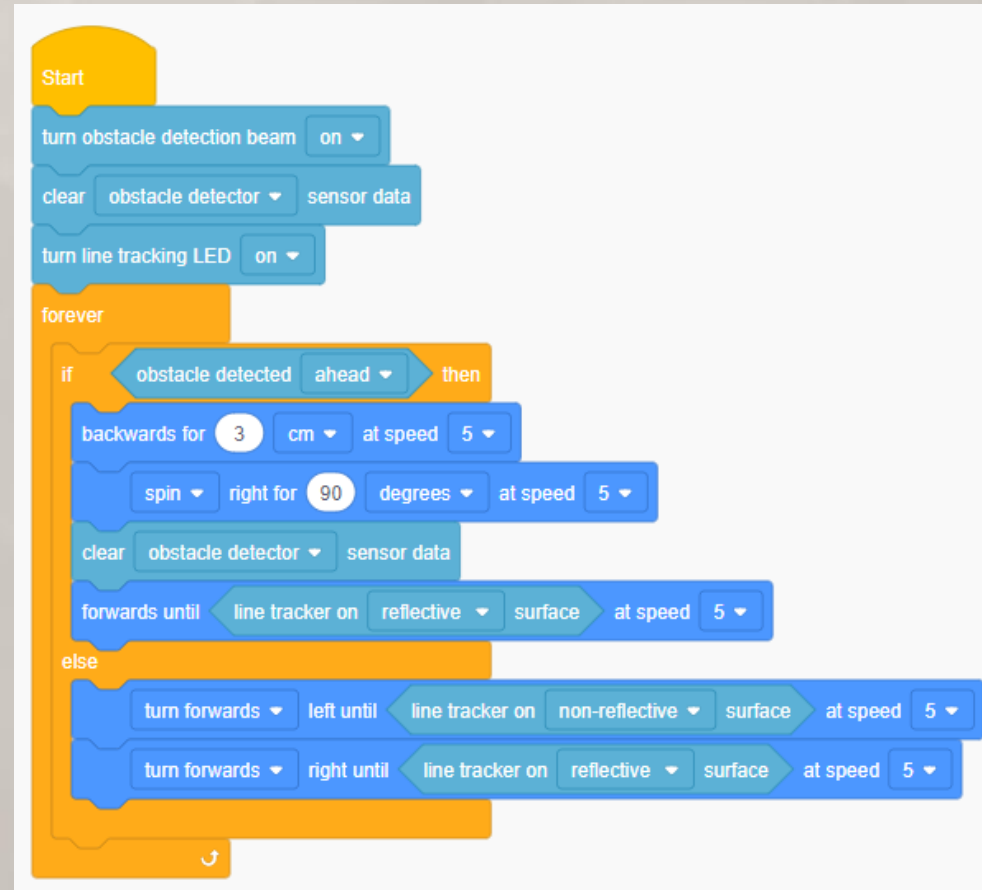 Start
turn obstacle detection beam on
clear obstacle detector sensor data
turn line tracking LED on
forever
if obstacle detected ahead then
backwards for 3 cm at speed 5
spin right for 90 degrees at speed 5
clear obstacle detector sensor data
forwards until line tracker on reflective surface at speed 5
else
turn forwards left until line tracker on non-reflective surface at speed 5
turn forwards right until line tracker on reflective surface at speed 5